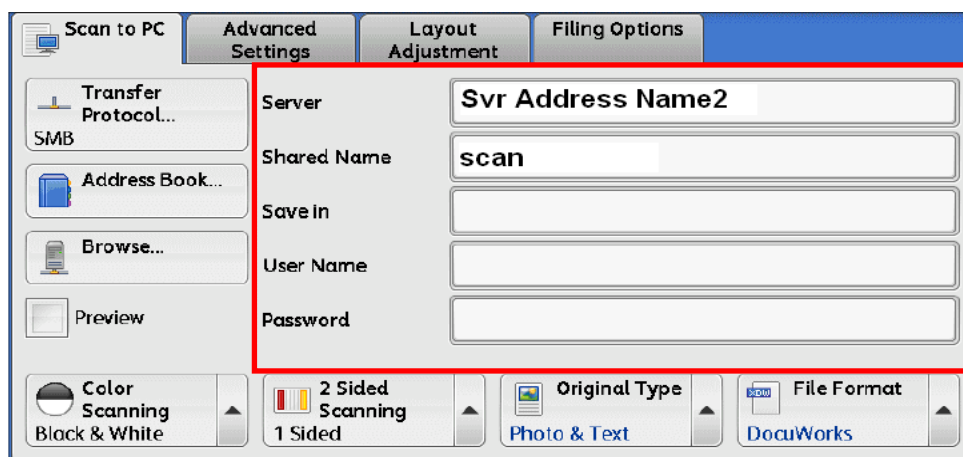 Scan to PC
Advanced
Settings
Layout
Adjustment
Filing Options
Transfer
Protocol...
SMB
Address Book...
Browse...
Preview
Server
Svr Address Name2
Shared Name
scan
Save in
User Name
Password
Color
Scanning
Black & White
2 Sided
Scanning
1 Sided
Original Type
Photo & Text
XDW
File Format
DocuWorks